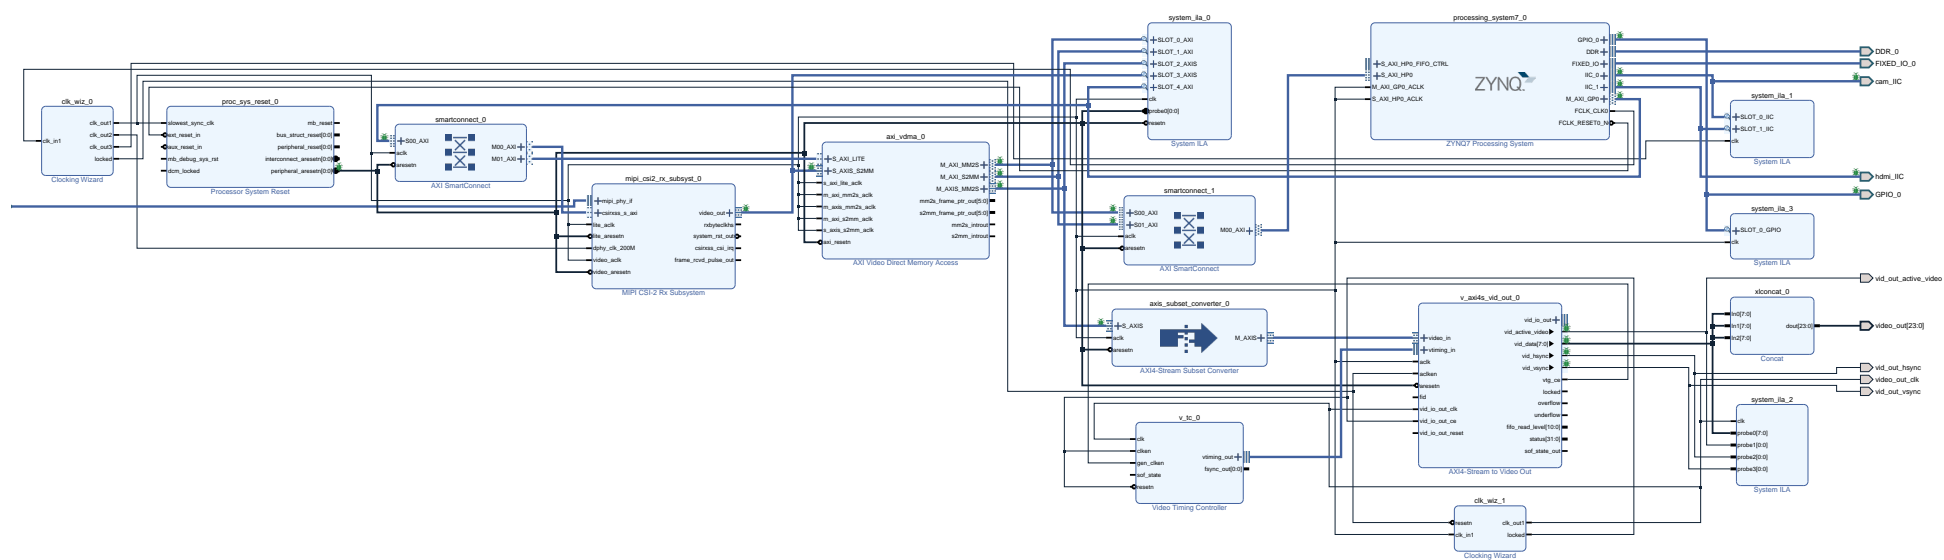 clk_wiz_0
clk_in1
clk_out1
clk_out2
clk_out3
locked
Clocking Wizard
proc_sys_reset_0
slowest_sync_clk
ext_reset_in
aux_reset_in
mb_debug_sys_rst
dcm_locked
mb_reset
bus_struct_reset[0:0]
peripheral_reset[0:0]
interconnect_aresetn[0:0]
peripheral_aresetn[0:0]
Processor System Reset
smartconnect_0
S00_AXI
aclk
aresetn
M00_AXI
M01_AXI
AXI SmartConnect
mipi_csi2_rx_subsyst_0
mipi_phy_if
csirxss_s_axi
lite_aclk
lite_aresetn
dphy_clk_200M
video_aclk
video_aresetn
video_out
rxbyteclkhs
system_rst_out
csirxss_csi_irq
frame_rcvd_pulse_out
MIPI CSI-2 Rx Subsystem
axi_vdma_0
S_AXI_LITE
S_AXIS_S2MM
s_axi_lite_aclk
m_axi_mm2s_aclk
m_axis_mm2s_aclk
m_axi_s2mm_aclk
s_axis_s2mm_aclk
axi_resetn
M_AXI_MM2S
M_AXI_S2MM
M_AXIS_MM2S
mm2s_frame_ptr_out[5:0]
s2mm_frame_ptr_out[5:0]
mm2s_introut
s2mm_introut
AXI Video Direct Memory Access
system_ila_0
SLOT_0_AXI
SLOT_1_AXI
SLOT_2_AXIS
SLOT_3_AXIS
SLOT_4_AXI
clk
probe0[0:0]
resetn
System ILA
smartconnect_1
S00_AXI
S01_AXI
aclk
aresetn
M00_AXI
AXI SmartConnect
axis_subset_converter_0
S_AXIS
aclk
aresetn
M_AXIS
AXI4-Stream Subset Converter
v_tc_0
clk
clken
gen_clken
sof_state
resetn
vtiming_out
fsync_out[0:0]
Video Timing Controller
processing_system7_0
S_AXI_HP0_FIFO_CTRL
S_AXI_HP0
M_AXI_GP0_ACLK
S_AXI_HP0_ACLK
ZYNQ
GPIO_0
DDR
FIXED_IO
IIC_0
IIC_1
M_AXI_GP0
FCLK_CLK0
FCLK_RESET0_N
ZYNQ7 Processing System
v_axi4s_vid_out_0
video_in
vtiming_in
aclk
aclken
aresetn
fid
vid_io_out_clk
vid_io_out_ce
vid_io_out_reset
vid_io_out
vid_active_video
vid_data[7:0]
vid_hsync
vid_vsync
vtg_ce
locked
overflow
underflow
fifo_read_level[10:0]
status[31:0]
sof_state_out
AXI4-Stream to Video Out
clk_wiz_1
resetn
clk_in1
clk_out1
locked
Clocking Wizard
system_ila_1
SLOT_0_IIC
SLOT_1_IIC
clk
System ILA
system_ila_3
SLOT_0_GPIO
clk
System ILA
xlconcat_0
In0[7:0]
In1[7:0]
In2[7:0]
dout[23:0]
Concat
system_ila_2
clk
probe0[7:0]
probe1[0:0]
probe2[0:0]
probe3[0:0]
System ILA
DDR_0
FIXED_IO_0
cam_IIC
hdmi_IIC
GPIO_0
vid_out_active_video
video_out[23:0]
vid_out_hsync
video_out_clk
vid_out_vsync